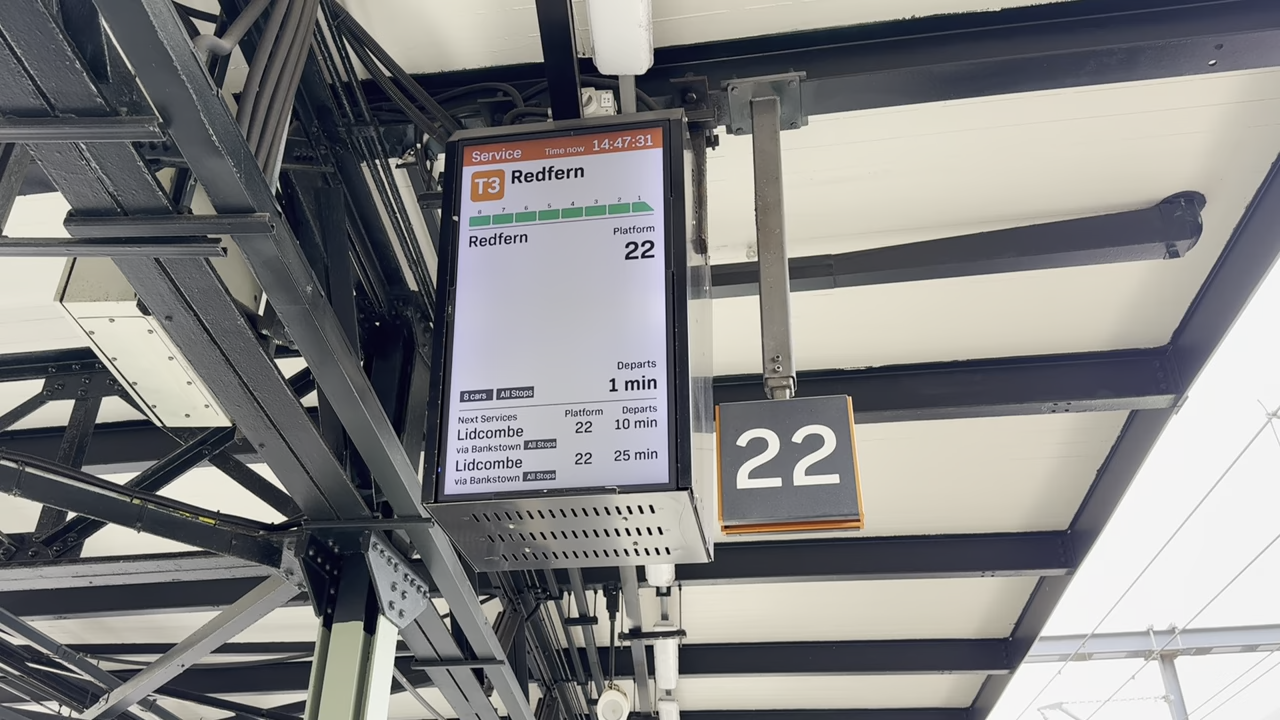 Service Time now 14:47:31
T3 Redfern
8 7 6 5 4 3 2 1
Redfern Platform
22
Departs
8 cars All Stops 1 min
Next Services Platform Departs
Lidcombe 22 10 min
via Bankstown All Stops
Lidcombe 22 25 min
via Bankstown All Stops
22